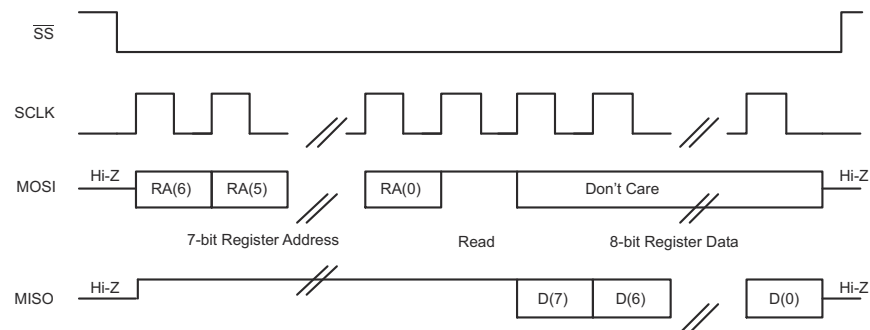 SS
SCLK
Hi-Z
Hi-Z
MOSI
RA(6)
RA(5)
RA(0)
Don't Care
7-bit Register Address
Read
8-bit Register Data
Hi-Z
Hi-Z
MISO
D(7)
D(6)
D(0)